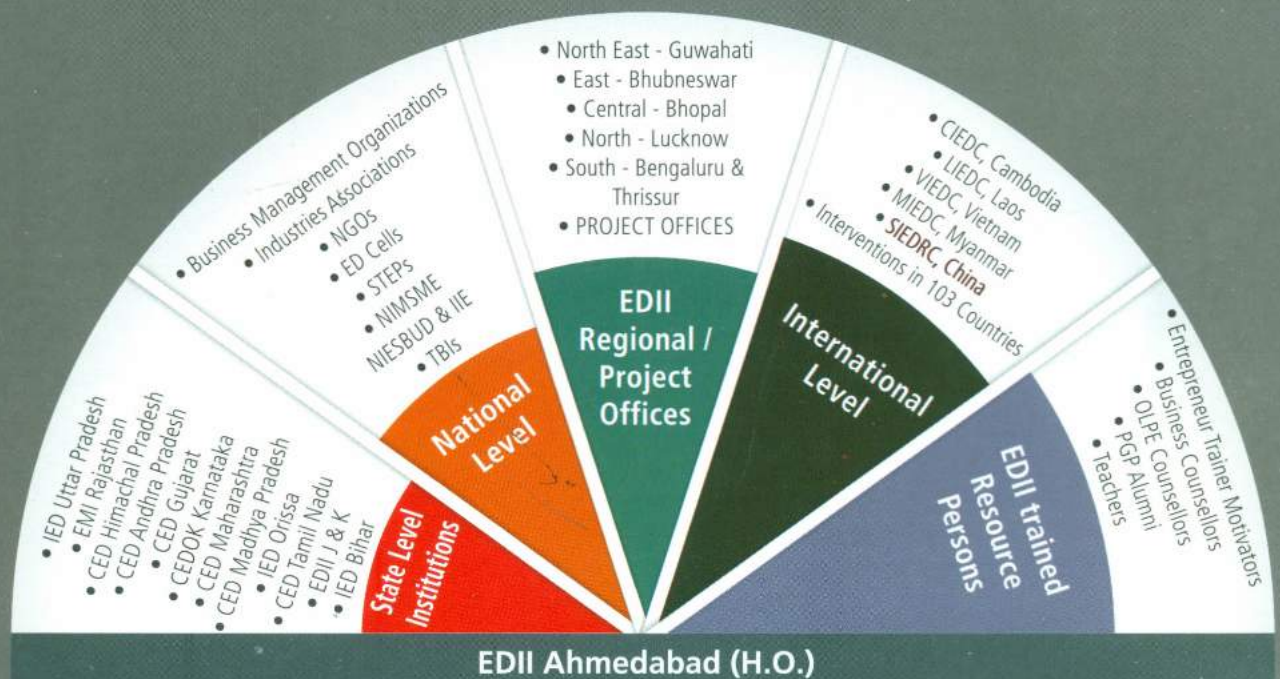 • IED Uttar Pradesh
• EMI Rajasthan
• CED Himachal Pradesh
• CED Andhra Pradesh
• CED Gujarat
• CEDOK Karnataka
• CED Maharashtra
• CED Madhya Pradesh
• IED Orissa
• CED Tamil Nadu
• EDII J & K
• IED Bihar
State Level
Institutions
• Business Management Organizations
• Industries Associations
• NGOs
• ED Cells
• STEPs
• NIMSME
NIESBUD & IIE
• TBIs
National
Level
• North East - Guwahati
• East - Bhubneswar
• Central - Bhopal
• North - Lucknow
• South - Bengaluru &
Thrissur
• PROJECT OFFICES
EDII
Regional /
Project
Offices
• CIEDC, Cambodia
• LIEDC, Laos
• VIEDC, Vietnam
• MIEDC, Myanmar
• SIEDRC, China
• Interventions in 103 Countries
International
Level
• Entrepreneur Trainer Motivators
• Business Counsellors
• OLPE Counsellors
• PGP Alumni
• Teachers
EDII trained
Resource
Persons
EDII Ahmedabad (H.O.)